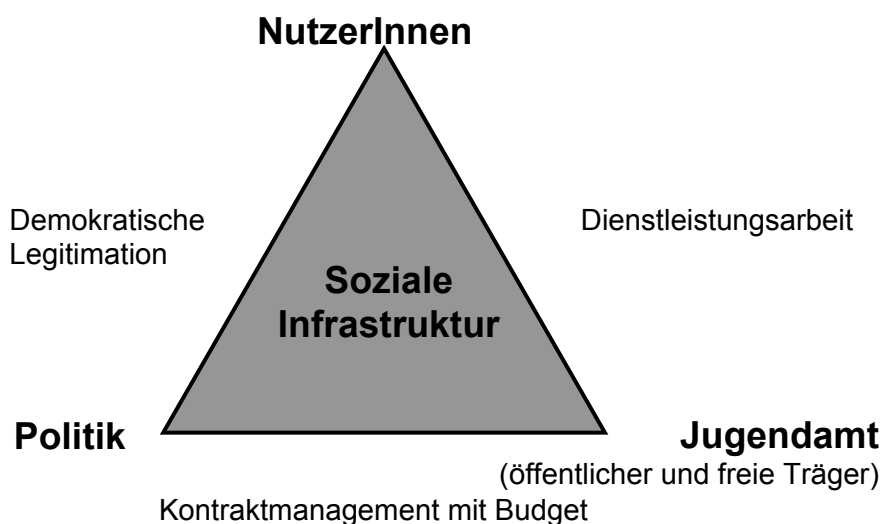 NutzerInnen
Demokratische
Legitimation
Dienstleistungsarbeit
Soziale
Infrastruktur
Politik
Jugendamt
(öffentlicher und freie Träger)
Kontraktmanagement mit Budget